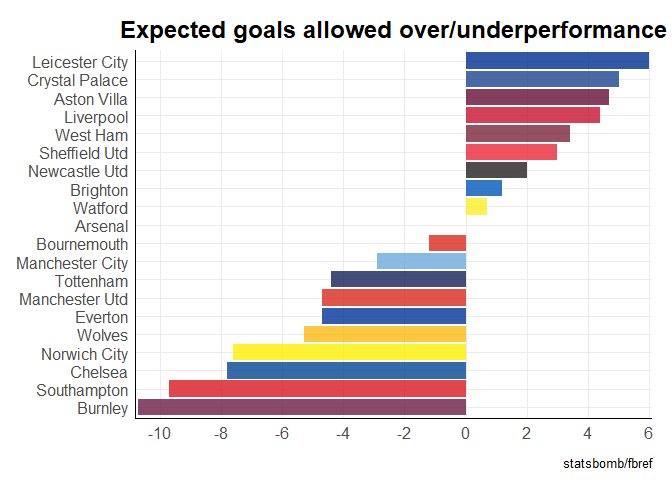 Expected goals allowed over/underperformance
Leicester City
Crystal Palace
Aston Villa
Liverpool
West Ham
Sheffield Utd
Newcastle Utd
Brighton
Watford
Arsenal
Bournemouth
Manchester City
Tottenham
Manchester Utd
Everton
Wolves
Norwich City
Chelsea
Southampton
Burnley
-10 -8 -6 -4 -2 0 2 4 6
statsbomb/fbref